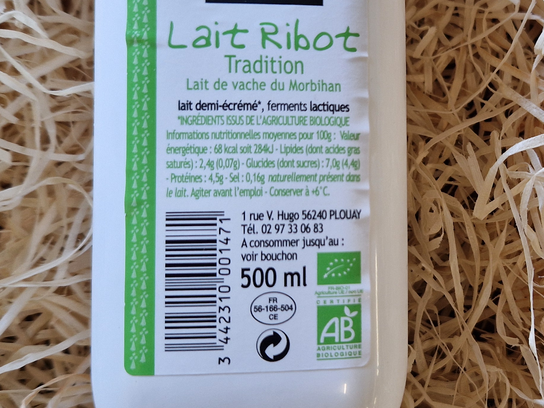 Lait Ribot
Tradition
Lait de vache du Morbihan
lait demi-écrémé*, ferments lactiques
*INGRÉDIENTS ISSUS DE L'AGRICULTURE BIOLOGIQUE
Informations nutritionnelles moyennes pour 100g : Valeur
énergétique : 68 kcal soit 284kJ - Lipides (dont acides gras
saturés) : 2,4g (0,07g) - Glucides (dont sucres) : 7,0g (4,4g)
- Protéines : 4,5g - Sel : 0,16g naturellement présent dans
le lait. Agiter avant l'emploi - Conserver à +6°C.
1 rue V. Hugo 56240 PLOUAY
Tél. 02 97 33 06 83
A consommer jusqu'au :
voir bouchon
500 ml
3 442310 001471
FR
56-166-504
CE
CERTIFIÉ
AB
AGRICULTURE
BIOLOGIQUE